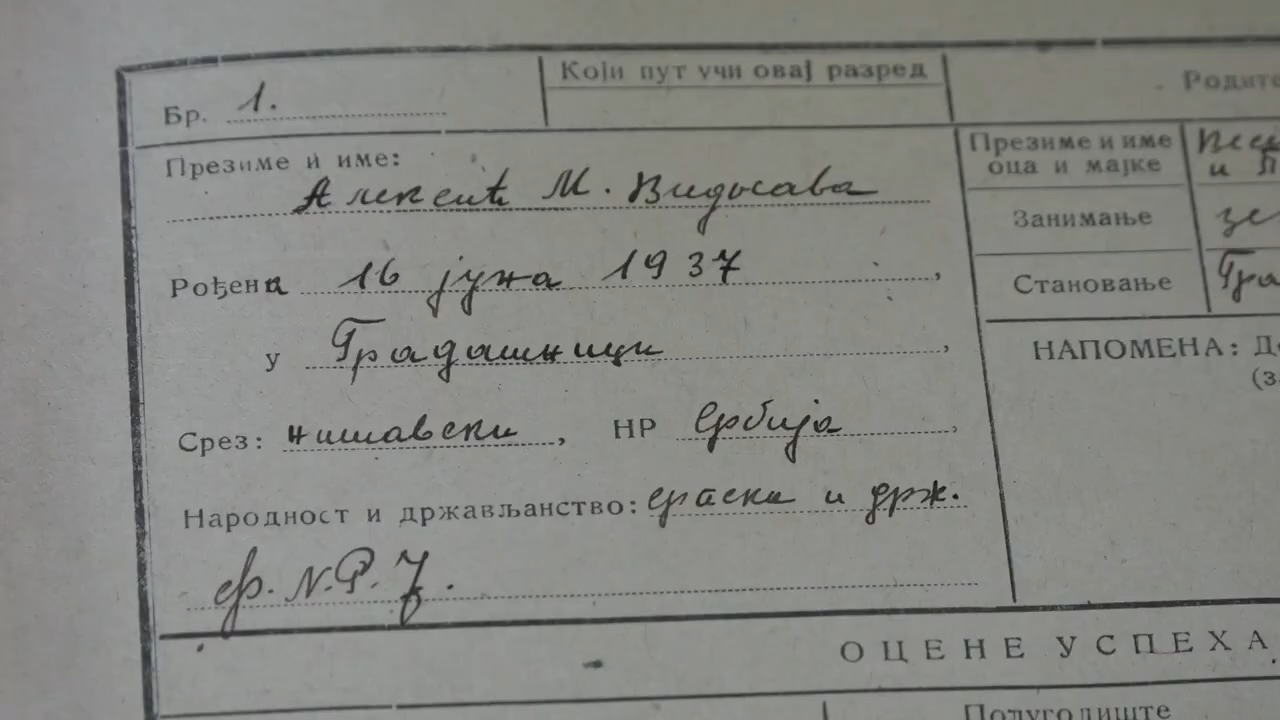 Бр. 1.
Који пут учи овај разред
Презиме и име:
Алексић М. Видосава
Рођена 16 јуна 1937,
у Градашници,
Срез: нишавски, НР Србија,
Народност и држављанство: српска и држ.
ф. N.P.J.
Презиме и име
оца и мајке
и
Занимање
Становање
НАПОМЕНА:
ОЦЕНЕ УСПЕХА
Полугодиште